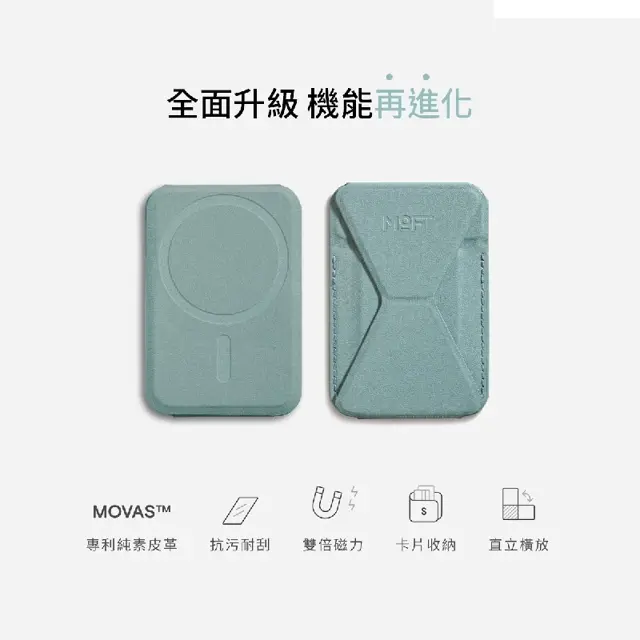 全面升級 機能再進化
MOFT
MOVAS™
專利純素皮革
抗污耐刮
雙倍磁力
S
卡片收納
直立橫放